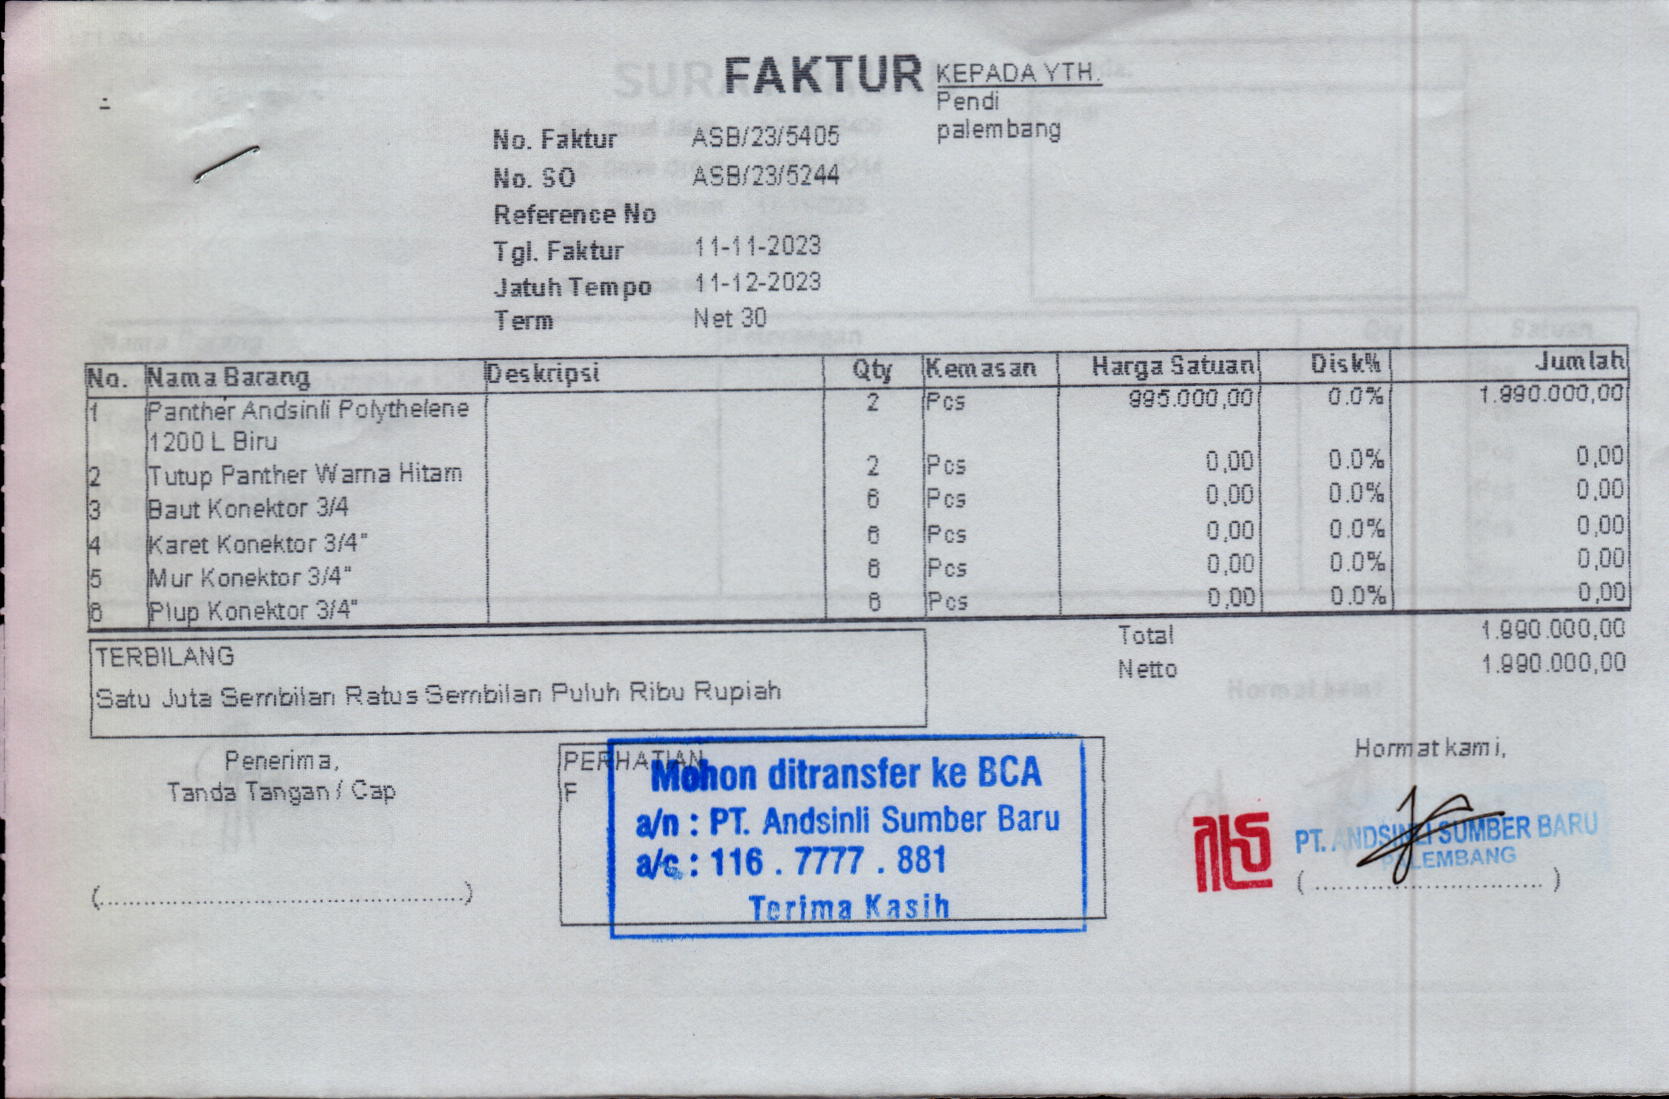 FAKTUR
KEPADA YTH.
Pendi
palembang
No. Faktur ASB/23/5405
No. SO ASB/23/5244
Reference No
Tgl. Faktur 11-11-2023
Jatuh Tempo 11-12-2023
Term Net 30
No. Nama Barang Deskripsi Qty Kemasan Harga Satuan Disk% Jumlah
1 Panther Andsinli Polythelene 2 Pcs 995.000,00 0.0% 1.990.000,00
1200 L Biru
2 Tutup Panther Warna Hitam 2 Pcs 0,00 0.0% 0,00
3 Baut Konektor 3/4 6 Pcs 0,00 0.0% 0,00
4 Karet Konektor 3/4" 6 Pcs 0,00 0.0% 0,00
5 Mur Konektor 3/4" 6 Pcs 0,00 0.0% 0,00
6 Plup Konektor 3/4" 6 Pcs 0,00 0.0% 0,00
Total 1.990.000,00
Netto 1.990.000,00
TERBILANG
Satu Juta Sembilan Ratus Sembilan Puluh Ribu Rupiah
Penerima,
Tanda Tangan / Cap
(................................................)
PERHATIAN
F
Mohon ditransfer ke BCA
a/n : PT. Andsinli Sumber Baru
a/c : 116 . 7777 . 881
Terima Kasih
Hormat kami,
PT. ANDSINLI SUMBER BARU
PALEMBANG
(..............................)